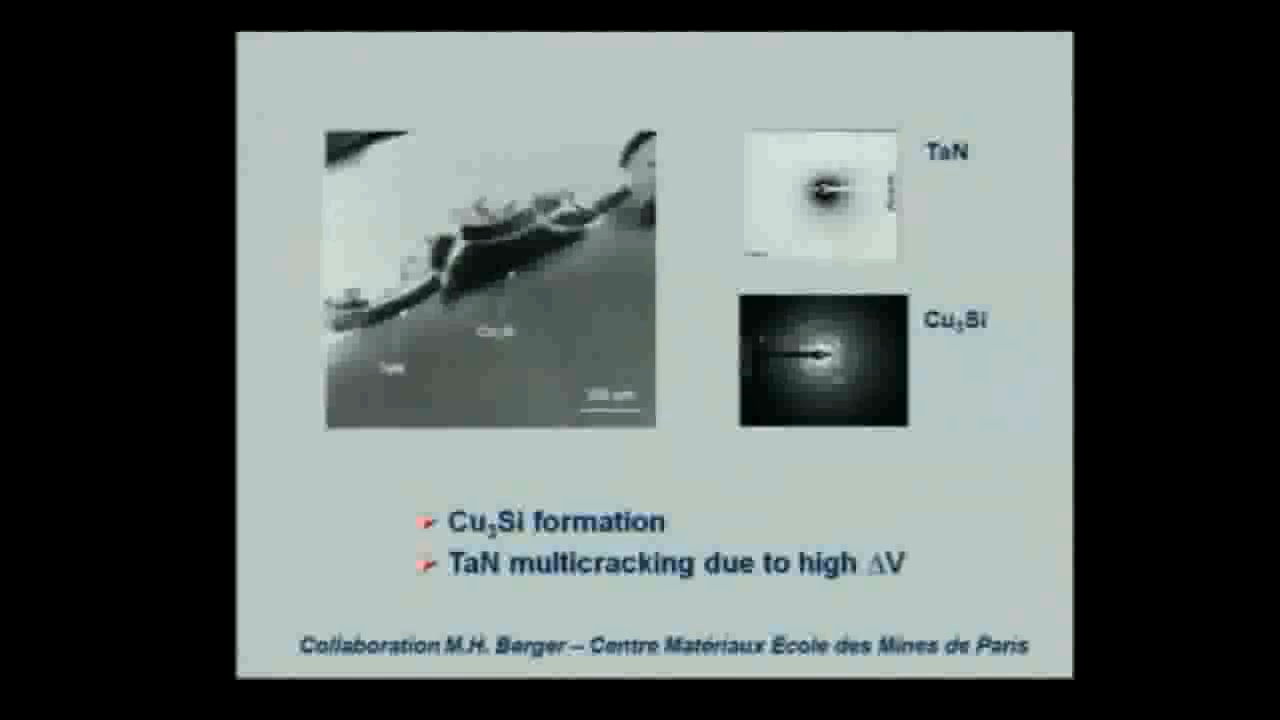 TaN
Cu₃Si
Cu₃Si formation
TaN multicracking due to high ΔV
Collaboration M.H. Berger – Centre Matériaux Ecole des Mines de Paris